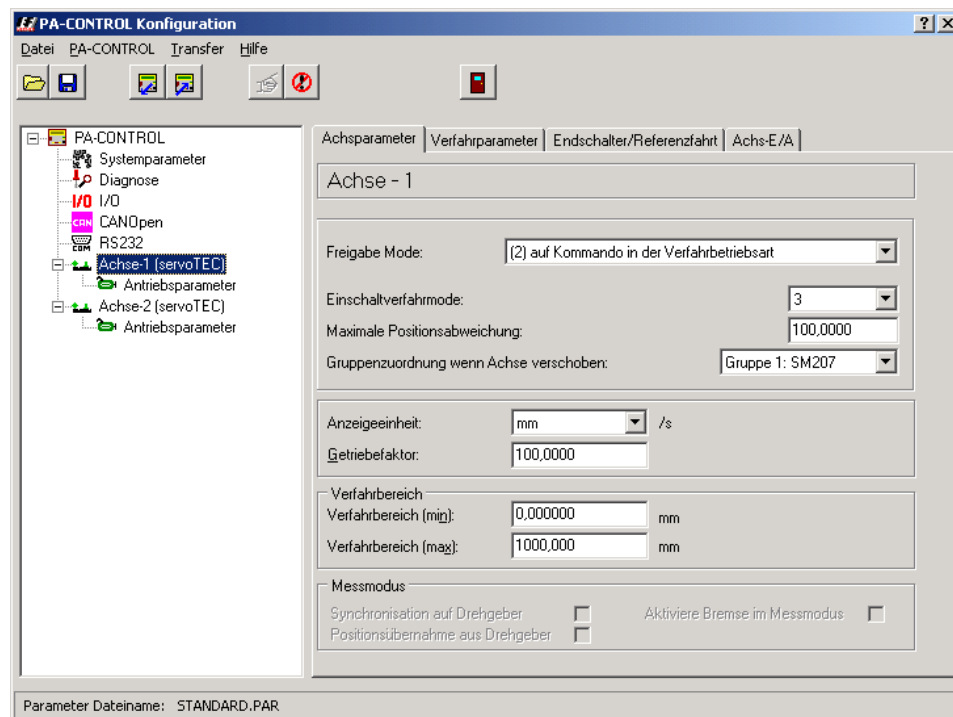 PA-CONTROL Konfiguration
Datei PA-CONTROL Transfer Hilfe
PA-CONTROL
Systemparameter
Diagnose
I/O I/O
CAN CANOpen
COM RS232
Achse-1 (servoTEC)
Antriebsparameter
Achse-2 (servoTEC)
Antriebsparameter
Achsparameter Verfahrparameter Endschalter/Referenzfahrt Achs-E/A
Achse - 1
Freigabe Mode: (2) auf Kommando in der Verfahrbetriebsart
Einschaltverfahrmode: 3
Maximale Positionsabweichung: 100,0000
Gruppenzuordnung wenn Achse verschoben: Gruppe 1: SM207
Anzeigeeinheit: mm /s
Getriebefaktor: 100,0000
Verfahrbereich
Verfahrbereich (min): 0,000000 mm
Verfahrbereich (max): 1000,000 mm
Messmodus
Synchronisation auf Drehgeber Aktiviere Bremse im Messmodus
Positionsübernahme aus Drehgeber
Parameter Dateiname: STANDARD.PAR